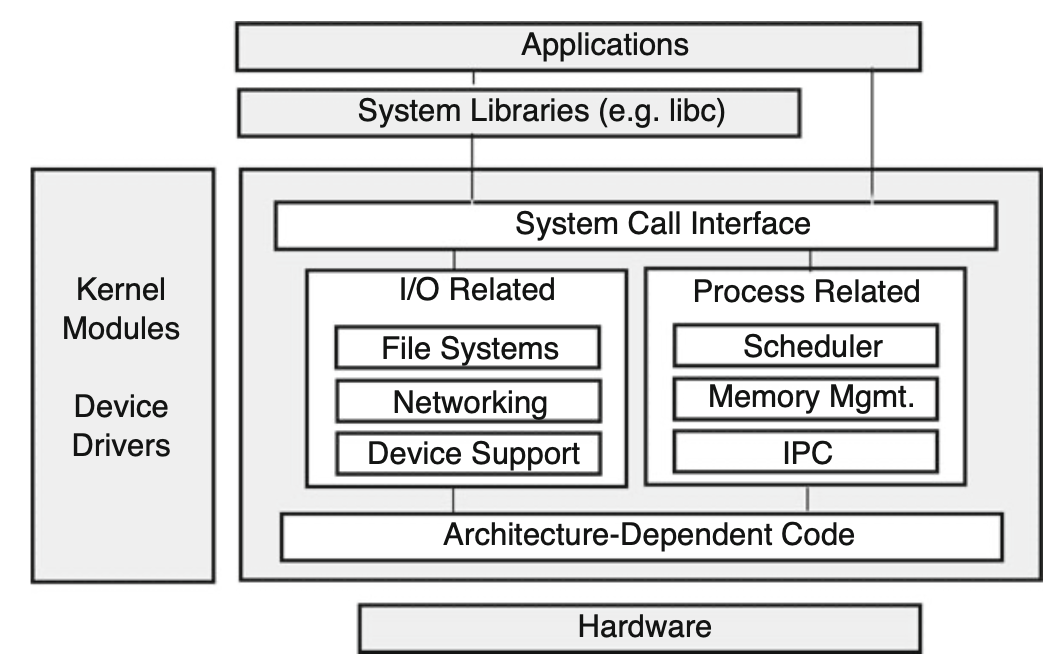 Applications
System Libraries (e.g. libc)
Kernel
Modules
Device
Drivers
System Call Interface
I/O Related
File Systems
Networking
Device Support
Process Related
Scheduler
Memory Mgmt.
IPC
Architecture-Dependent Code
Hardware